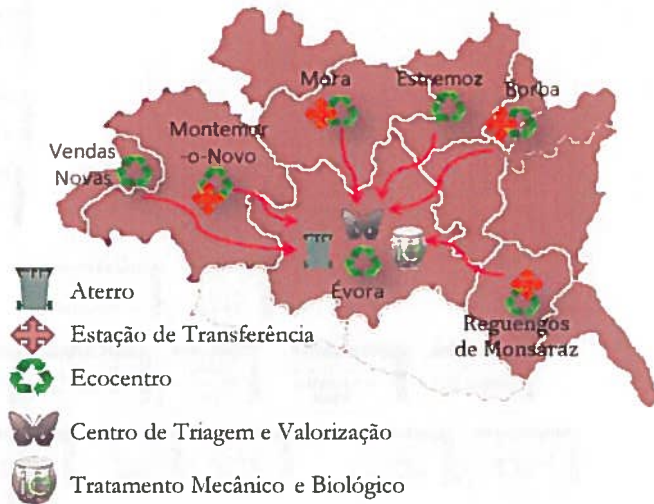 Mora
Estremoz
Borba
Montemor
-o-Novo
Vendas
Novas
Évora
Reguengos
de Monsaraz
Aterro
Estação de Transferência
Ecocentro
Centro de Triagem e Valorização
Tratamento Mecânico e Biológico